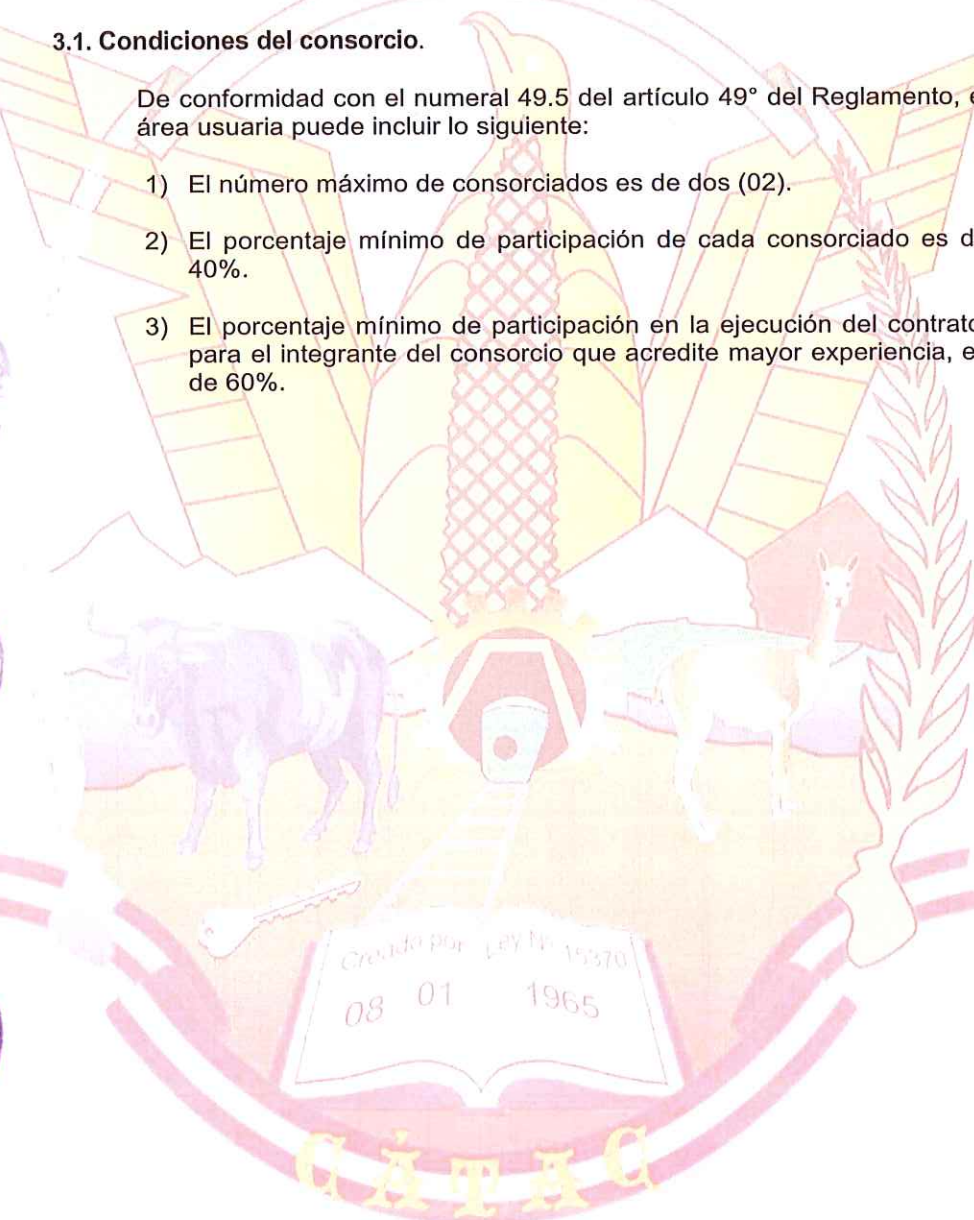 3.1. Condiciones del consorcio.
De conformidad con el numeral 49.5 del artículo 49° del Reglamento, e
área usuaria puede incluir lo siguiente:
1) El número máximo de consorciados es de dos (02).
2) El porcentaje mínimo de participación de cada consorciado es d
40%.
3) El porcentaje mínimo de participación en la ejecución del contrato
para el integrante del consorcio que acredite mayor experiencia, e
de 60%.
Creado por Ley Nº 15370
08 01 1965
CÁTAC